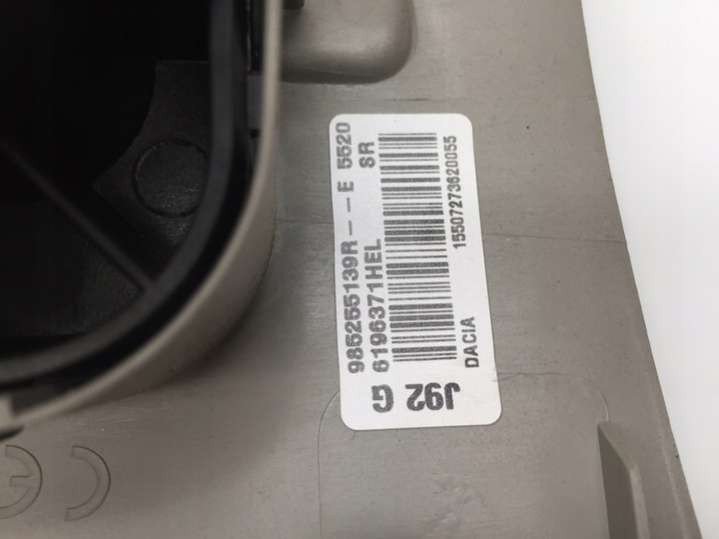 985255139R--E 5520
6196371HEL SR
15507273620055
DACIA
J92 G